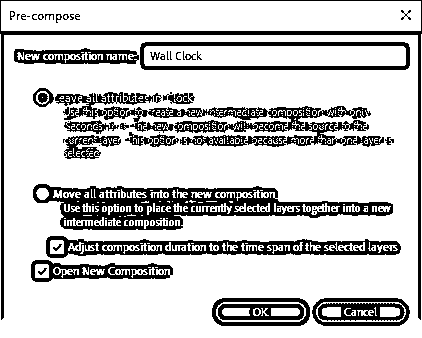 Pre-compose
New composition name: Wall Clock
Leave all attributes in Clock
Use this option to create a new intermediate composition with only
in it. The new composition will become the source to the
current layer. This option is not available because more than one layer is
selected.
Move all attributes into the new composition
Use this option to place the currently selected layers together into a new
intermediate composition.
Adjust composition duration to the time span of the selected layers
Open New Composition
OK Cancel